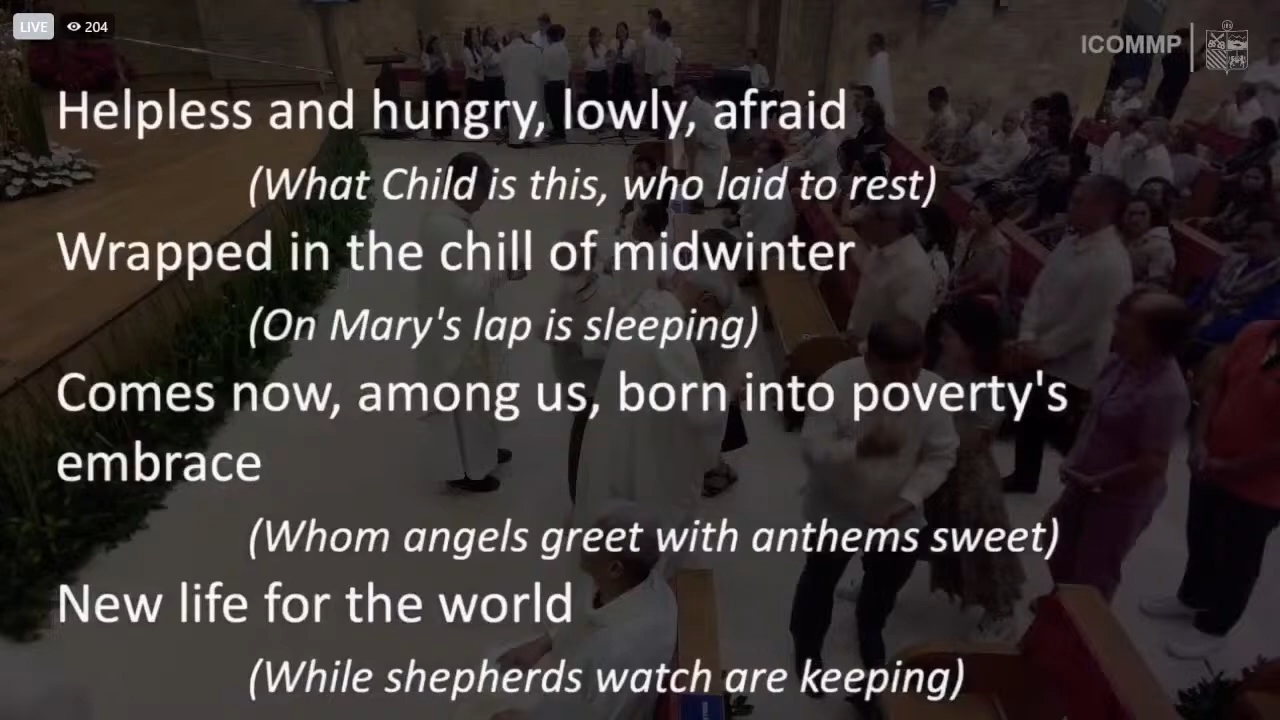 LIVE 204
ICOMMP
IHS
Helpless and hungry, lowly, afraid
(What Child is this, who laid to rest)
Wrapped in the chill of midwinter
(On Mary's lap is sleeping)
Comes now, among us, born into poverty's
embrace
(Whom angels greet with anthems sweet)
New life for the world
(While shepherds watch are keeping)